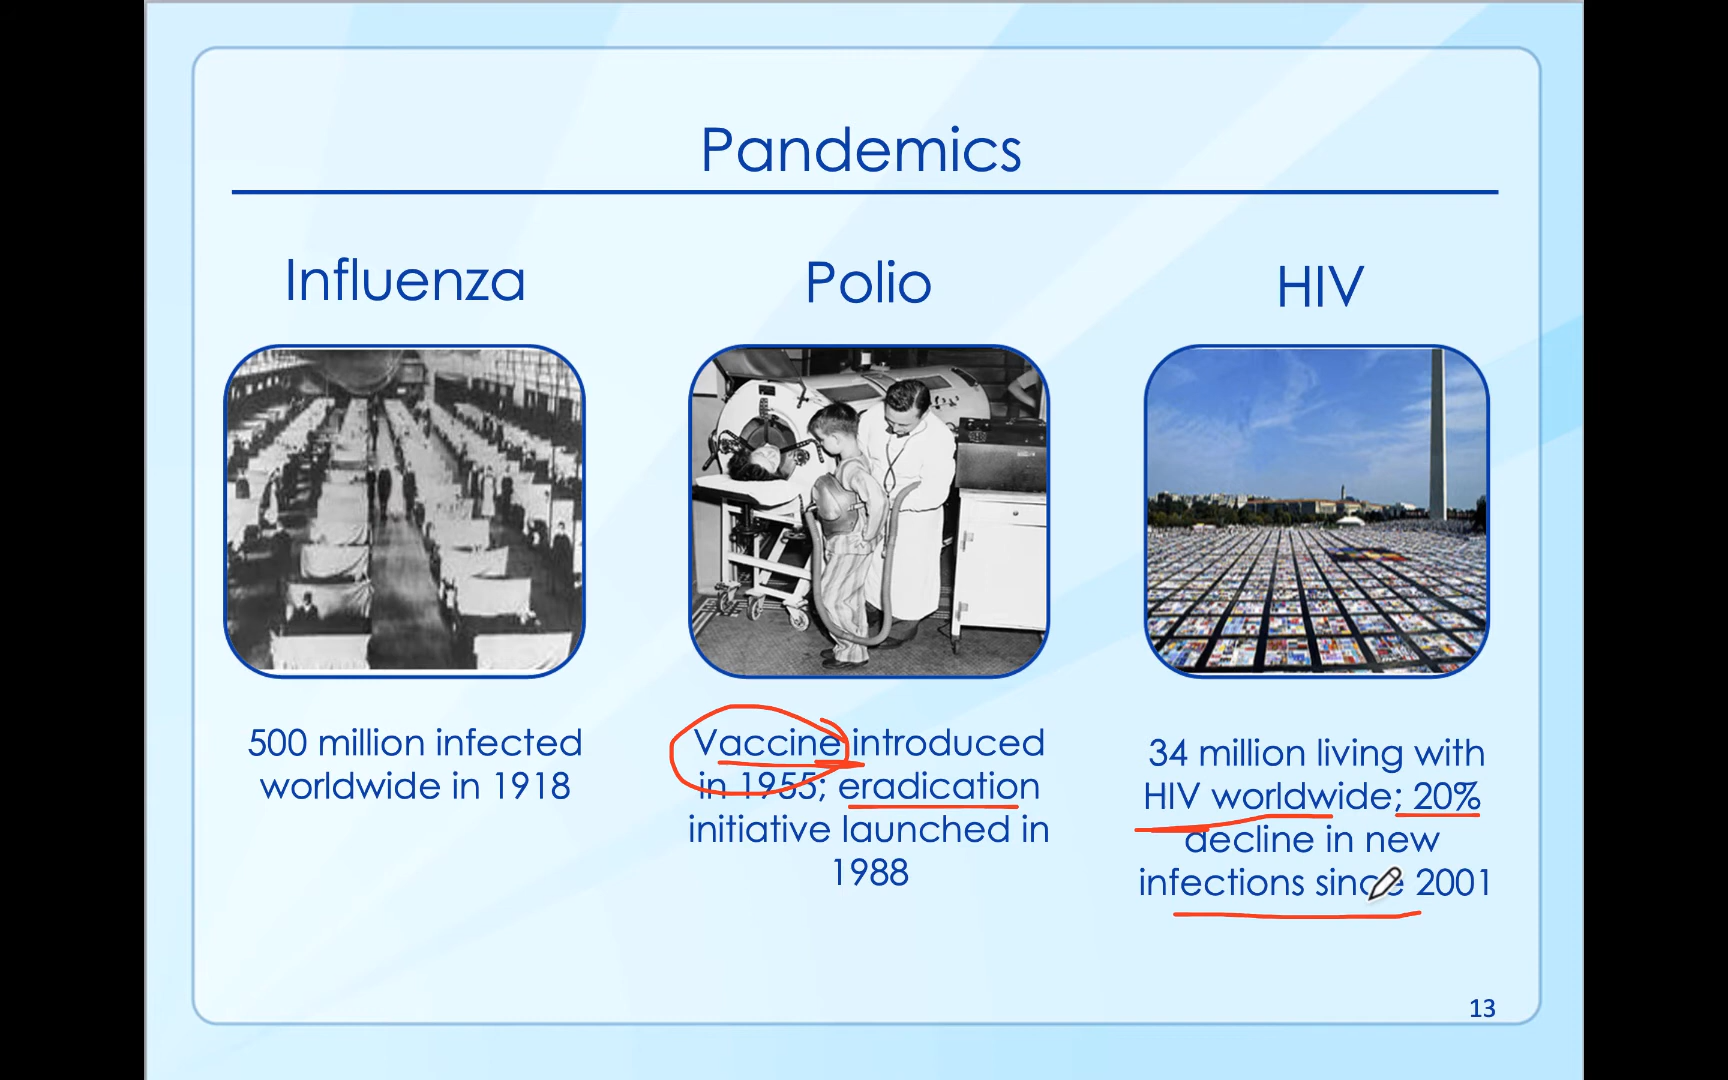 Pandemics
Influenza
500 million infected
worldwide in 1918
Polio
Vaccine introduced
in 1955; eradication
initiative launched in
1988
HIV
34 million living with
HIV worldwide; 20%
decline in new
infections since 2001
13